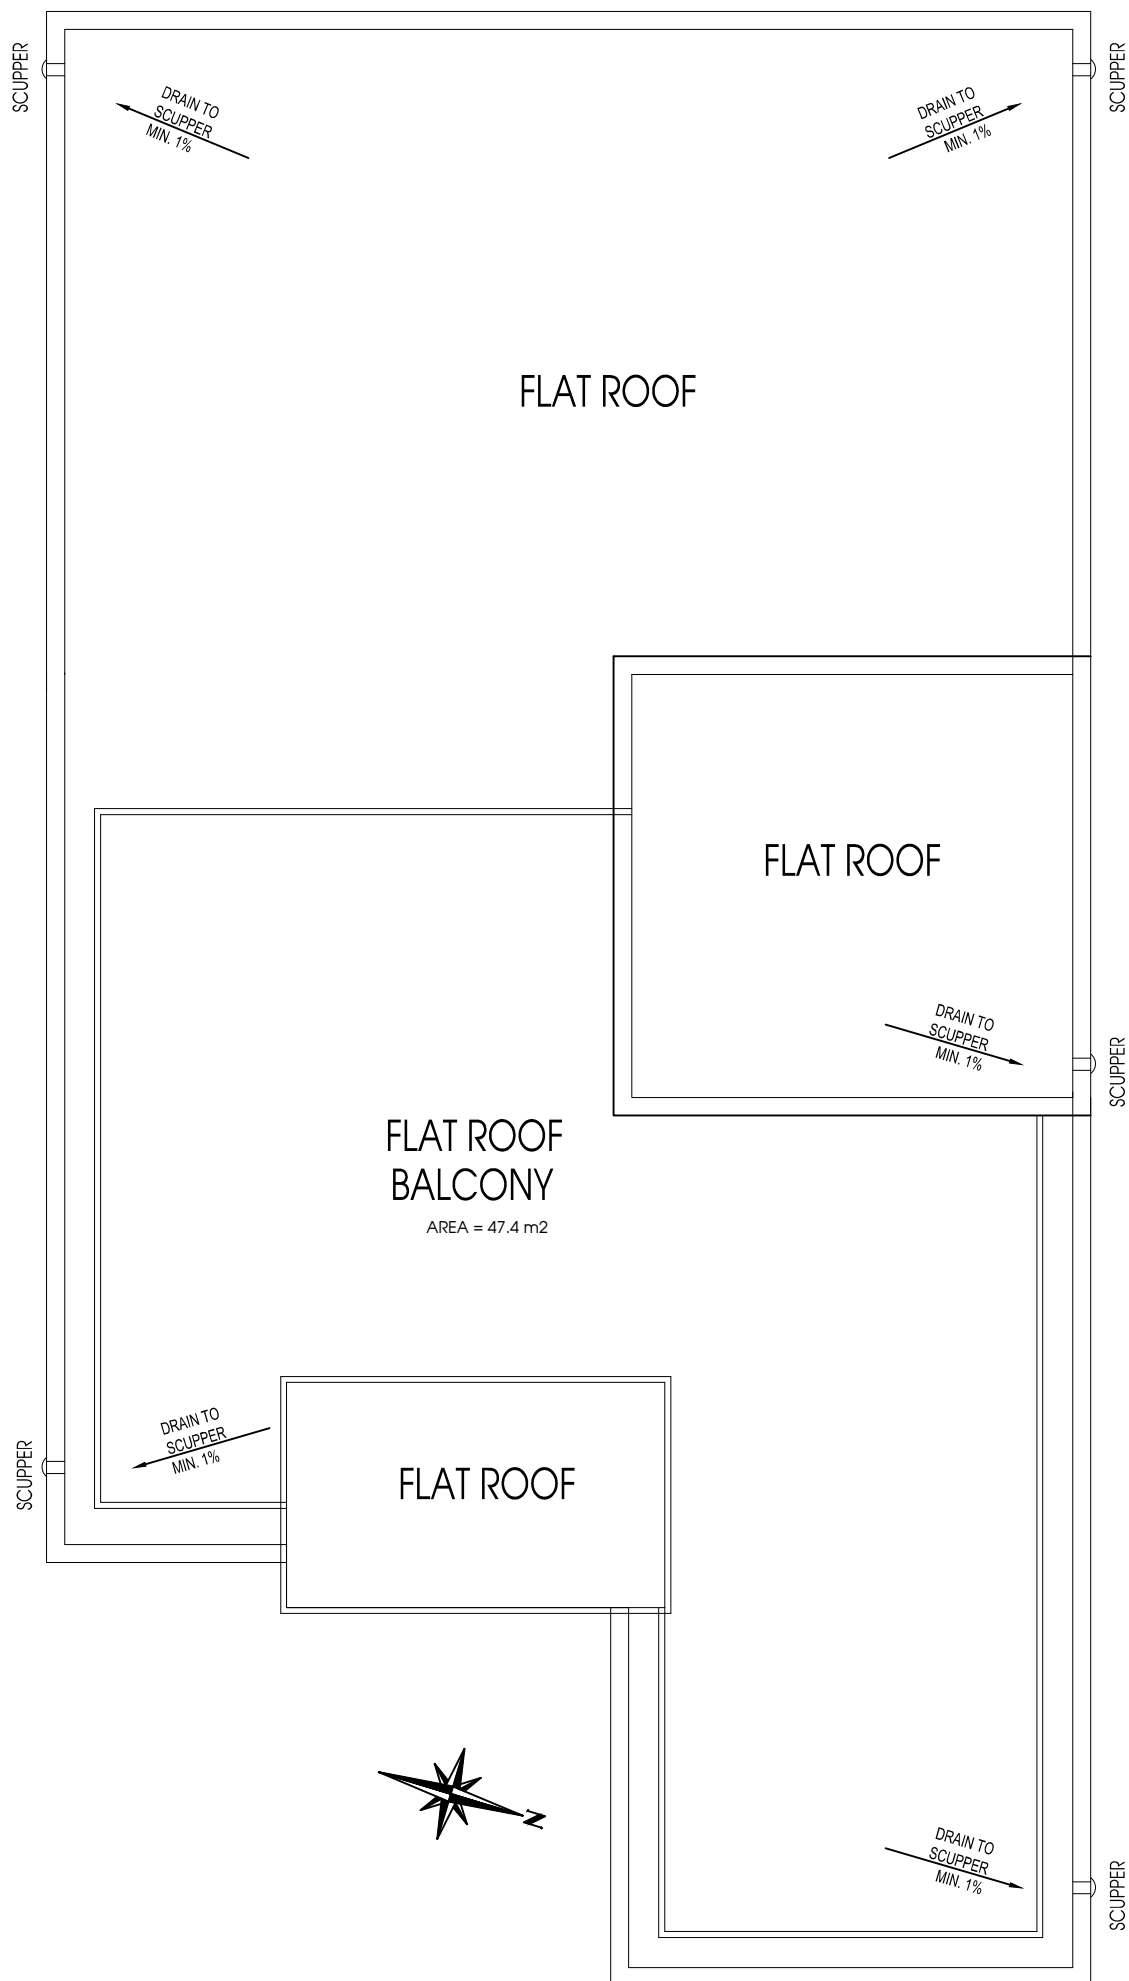 SCUPPER
SCUPPER
DRAIN TO
SCUPPER
MIN. 1%
DRAIN TO
SCUPPER
MIN. 1%
FLAT ROOF
FLAT ROOF
DRAIN TO
SCUPPER
MIN. 1%
SCUPPER
FLAT ROOF
BALCONY
AREA = 47.4 m2
DRAIN TO
SCUPPER
MIN. 1%
SCUPPER
FLAT ROOF
N
DRAIN TO
SCUPPER
MIN. 1%
SCUPPER